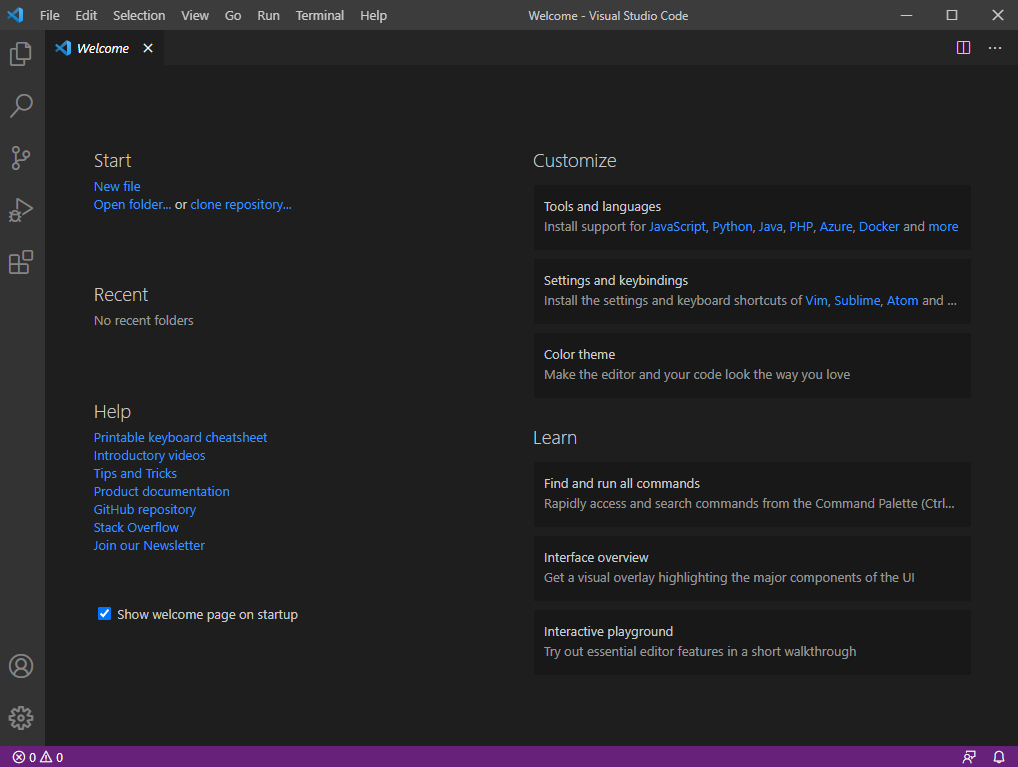 File Edit Selection View Go Run Terminal Help Welcome - Visual Studio Code
Welcome
Start
New file
Open folder... or clone repository...
Recent
No recent folders
Help
Printable keyboard cheatsheet
Introductory videos
Tips and Tricks
Product documentation
GitHub repository
Stack Overflow
Join our Newsletter
Show welcome page on startup
Customize
Tools and languages
Install support for JavaScript, Python, Java, PHP, Azure, Docker and more
Settings and keybindings
Install the settings and keyboard shortcuts of Vim, Sublime, Atom and ...
Color theme
Make the editor and your code look the way you love
Learn
Find and run all commands
Rapidly access and search commands from the Command Palette (Ctrl...
Interface overview
Get a visual overlay highlighting the major components of the UI
Interactive playground
Try out essential editor features in a short walkthrough
0 0